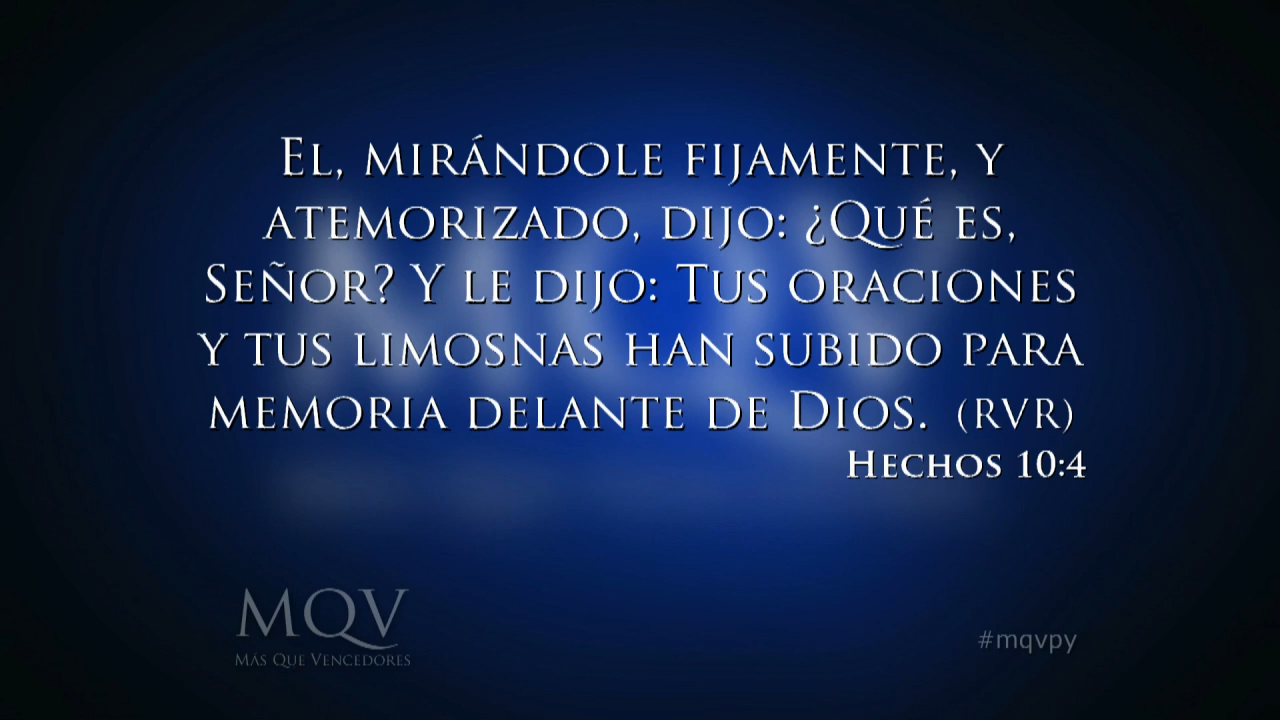 El, mirándole fijamente, y
atemorizado, dijo: ¿Qué es,
Señor? Y le dijo: Tus oraciones
y tus limosnas han subido para
memoria delante de Dios. (RVR)
Hechos 10:4
MQV
Más Que Vencedores
#mqvpy